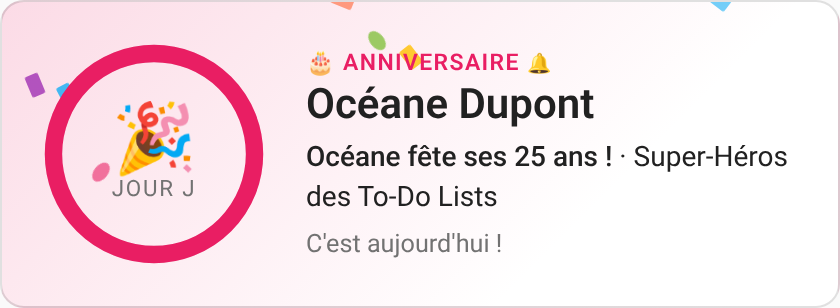 🎂 ANNIVERSAIRE 🔔
Océane Dupont
Océane fête ses 25 ans ! · Super-Héros
des To-Do Lists
C'est aujourd'hui !
JOUR J